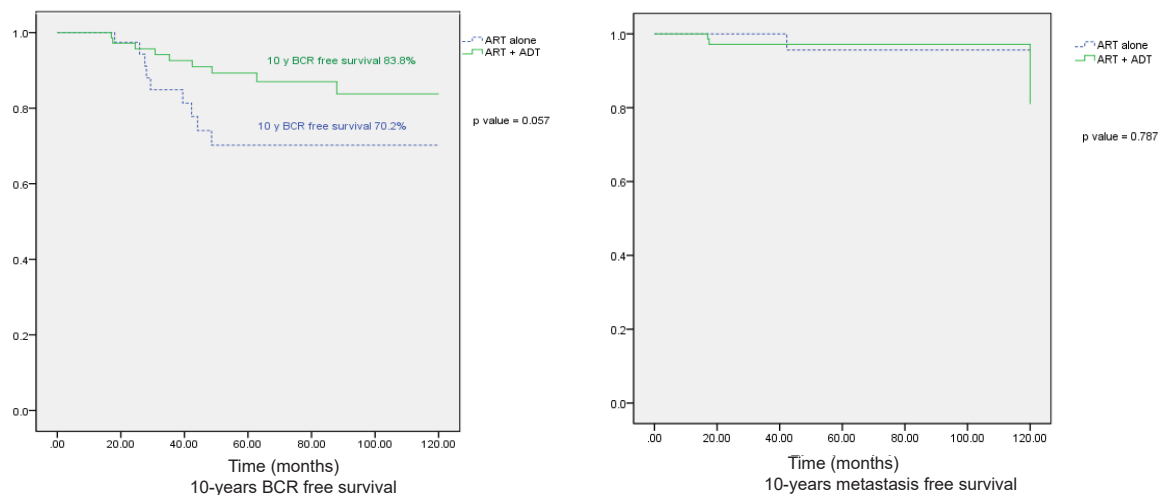 1.0
0.8
0.6
0.4
0.2
0.0
ART alone
ART + ADT
10 y BCR free survival 83.8%
p value = 0.057
10 y BCR free survival 70.2%
.00 20.00 40.00 60.00 80.00 100.00 120.00
Time (months)
10-years BCR free survival
1.0
0.8
0.6
0.4
0.2
0.0
ART alone
ART + ADT
p value = 0.787
.00 20.00 40.00 60.00 80.00 100.00 120.00
Time (months)
10-years metastasis free survival